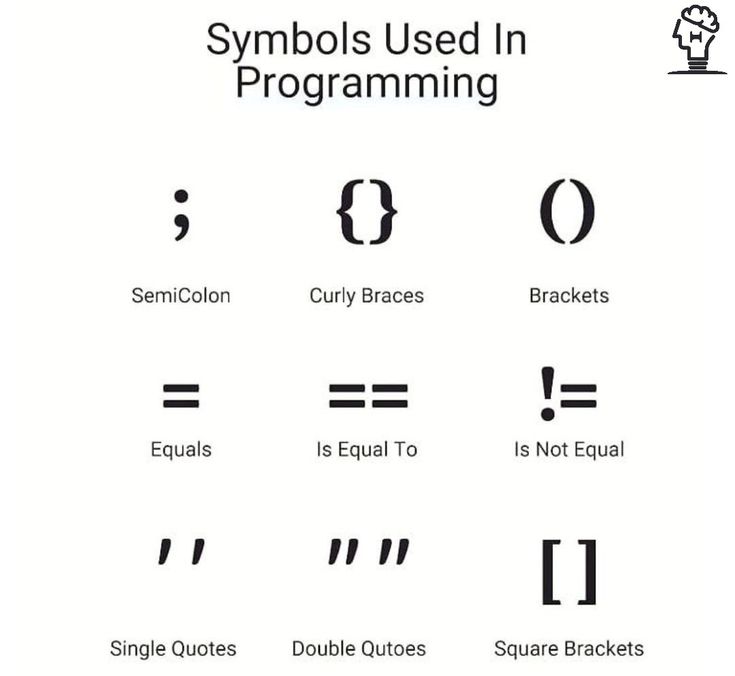 Symbols Used In
Programming
; {} ()
SemiColon Curly Braces Brackets
= == !=
Equals Is Equal To Is Not Equal
' ' " " [ ]
Single Quotes Double Qutoes Square Brackets
H